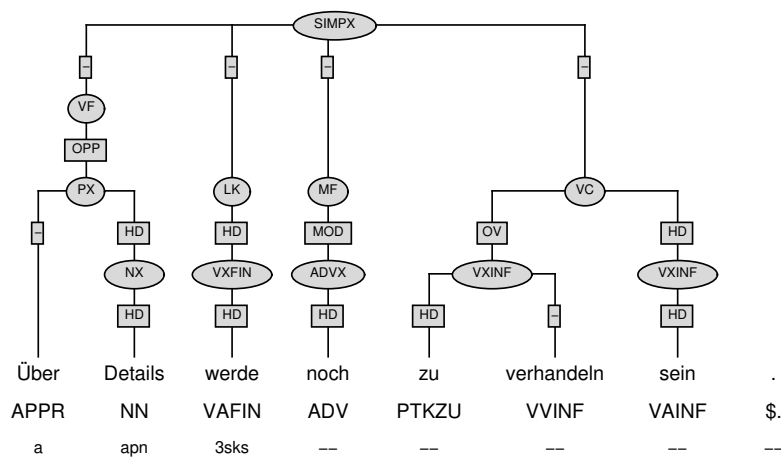 SIMPX
– – – –
VF
OPP
PX LK MF VC
– HD HD MOD OV HD
NX VXFIN ADVX VXINF VXINF
HD HD HD HD – HD
Über Details werde noch zu verhandeln sein .
APPR NN VAFIN ADV PTKZU VVINF VAINF $.
a apn 3sks –– –– –– –– ––